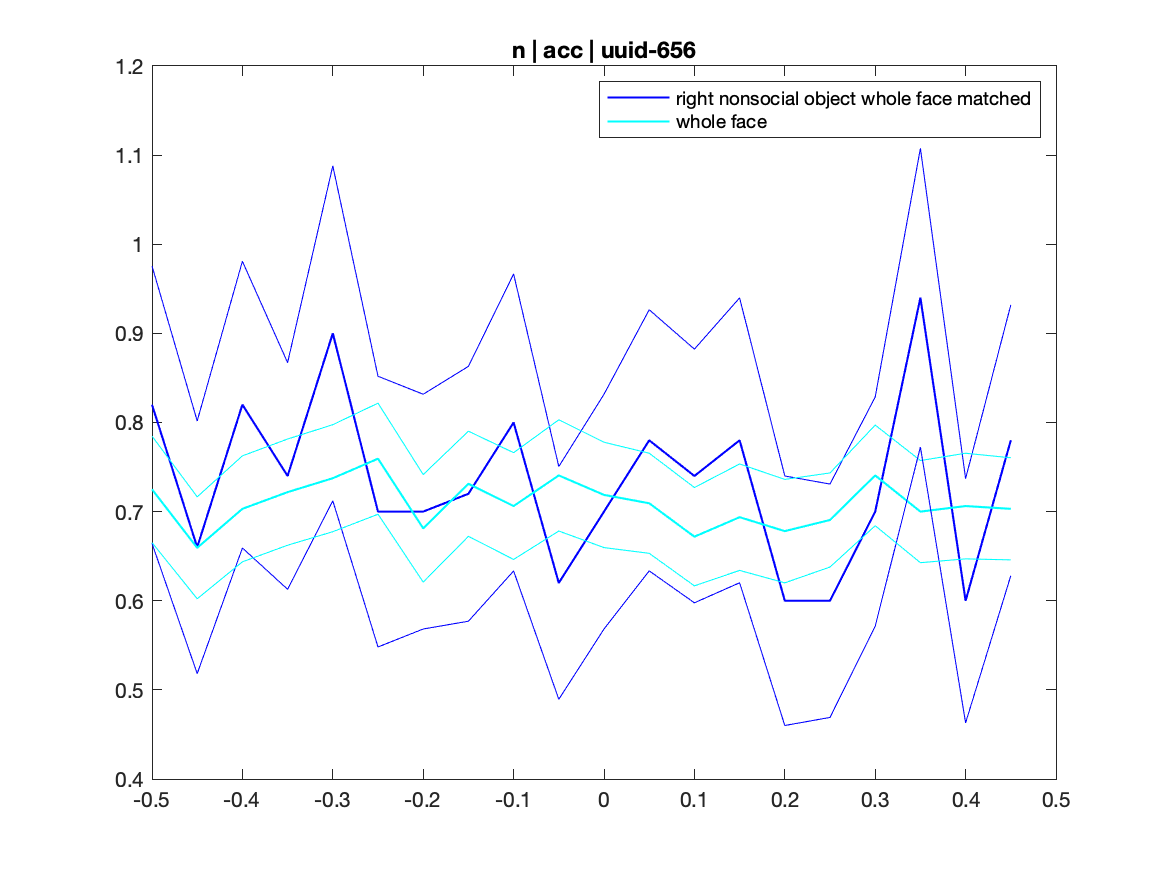 n | acc | uuid-656
1.2
1.1
1
0.9
0.8
0.7
0.6
0.5
0.4
right nonsocial object whole face matched
whole face
-0.5 -0.4 -0.3 -0.2 -0.1 0 0.1 0.2 0.3 0.4 0.5